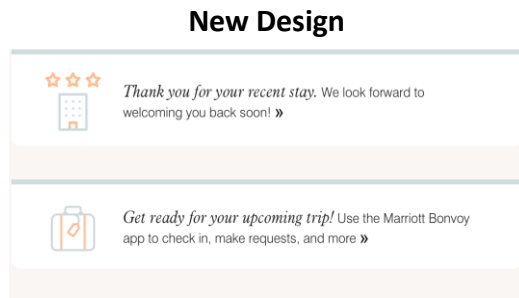 New Design
Thank you for your recent stay. We look forward to
welcoming you back soon! »
Get ready for your upcoming trip! Use the Marriott Bonvoy
app to check in, make requests, and more »